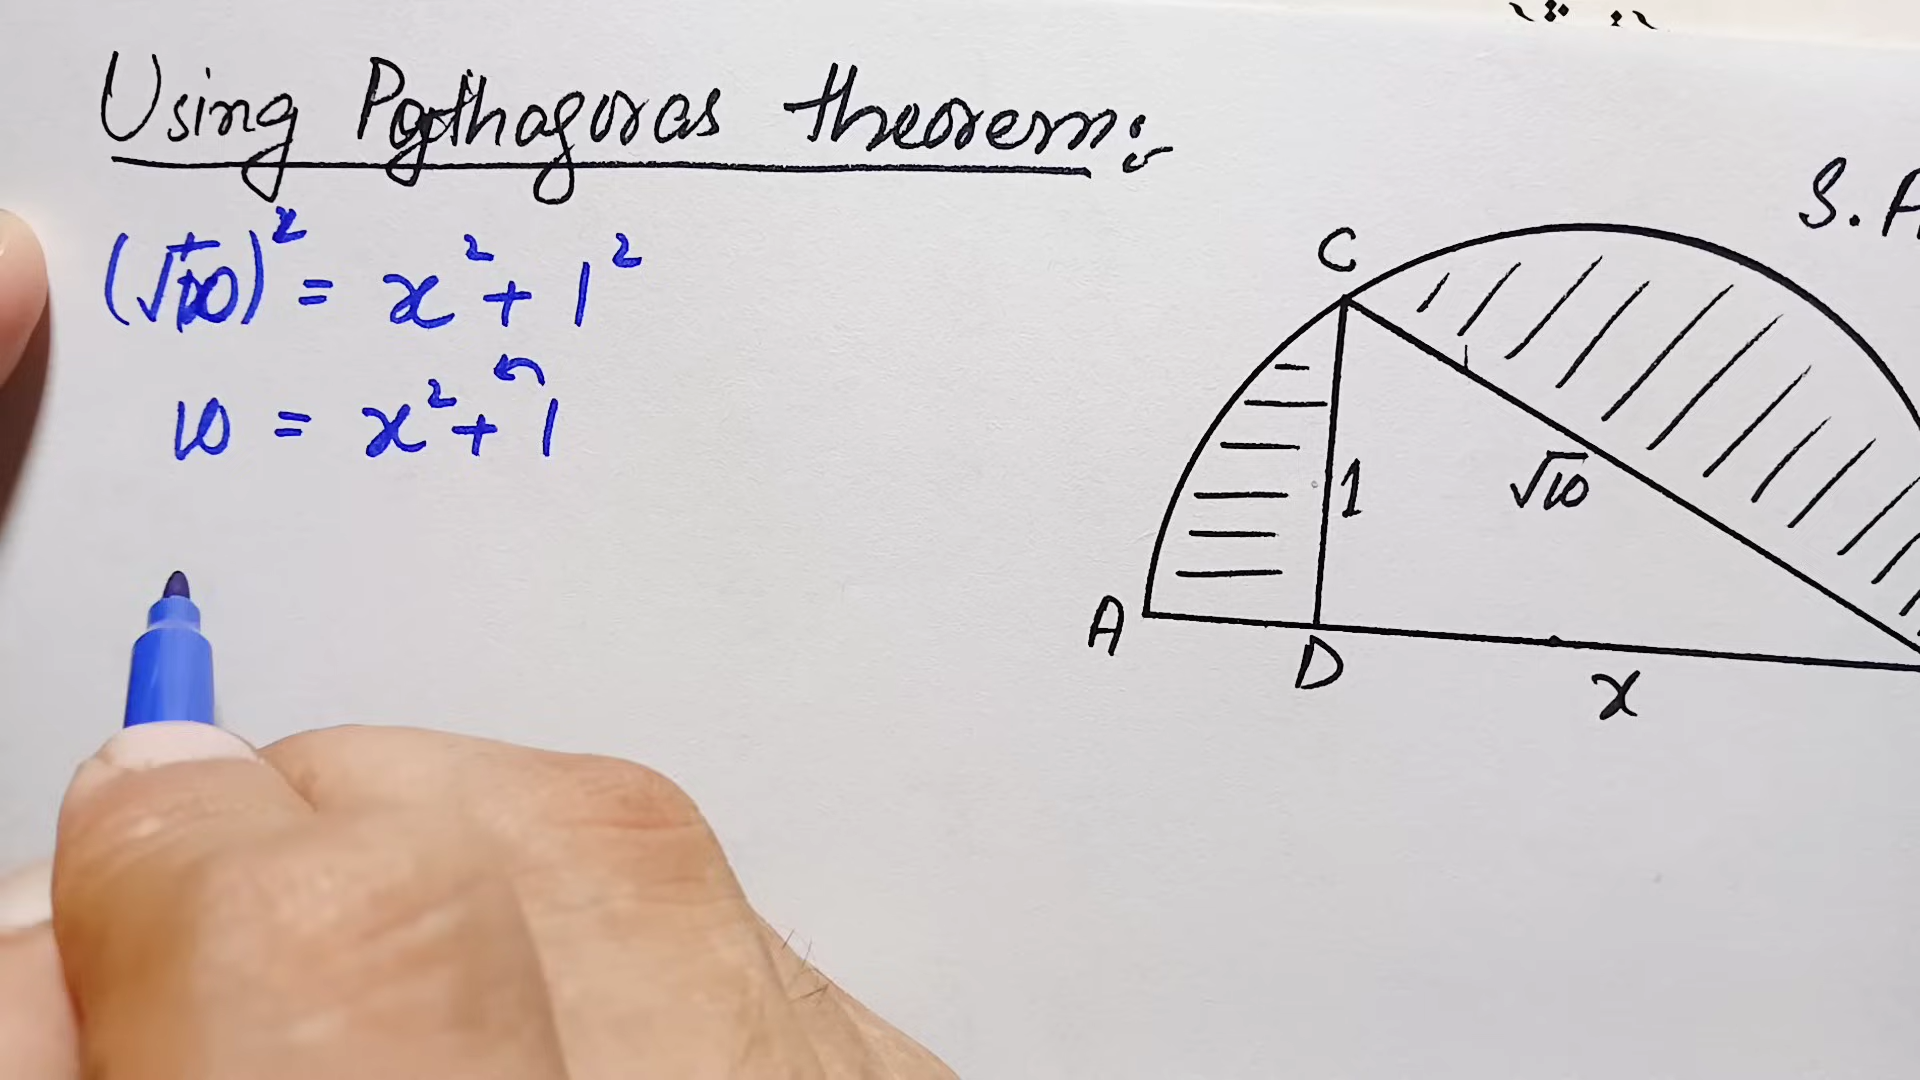 Using Pythagoras theorem:-
(√10)² = x² + 1²
10 = x² + 1
S.
C
1
√10
A
D
x